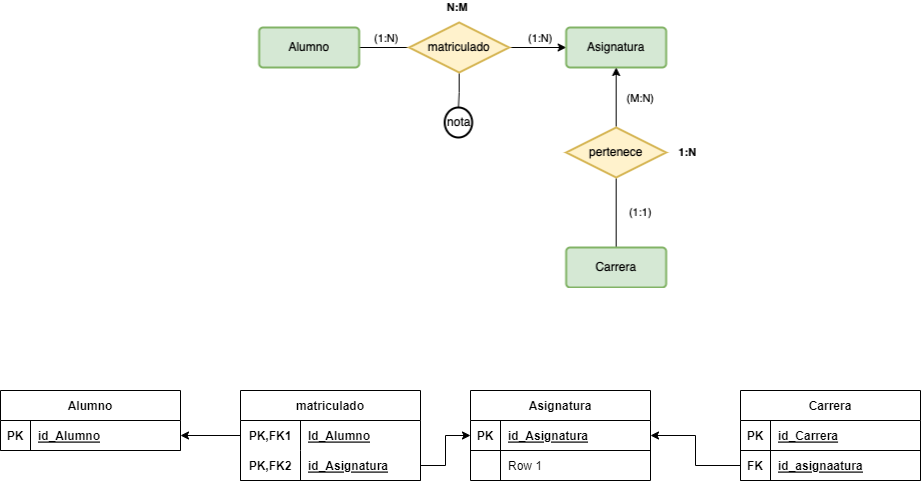 N:M
Alumno
(1:N)
matriculado
(1:N)
Asignatura
nota
(M:N)
pertenece
1:N
(1:1)
Carrera
Alumno
PK id_Alumno
matriculado
PK,FK1 Id_Alumno
PK,FK2 id_Asignatura
Asignatura
PK id_Asignatura
Row 1
Carrera
PK id_Carrera
FK id_asignaatura